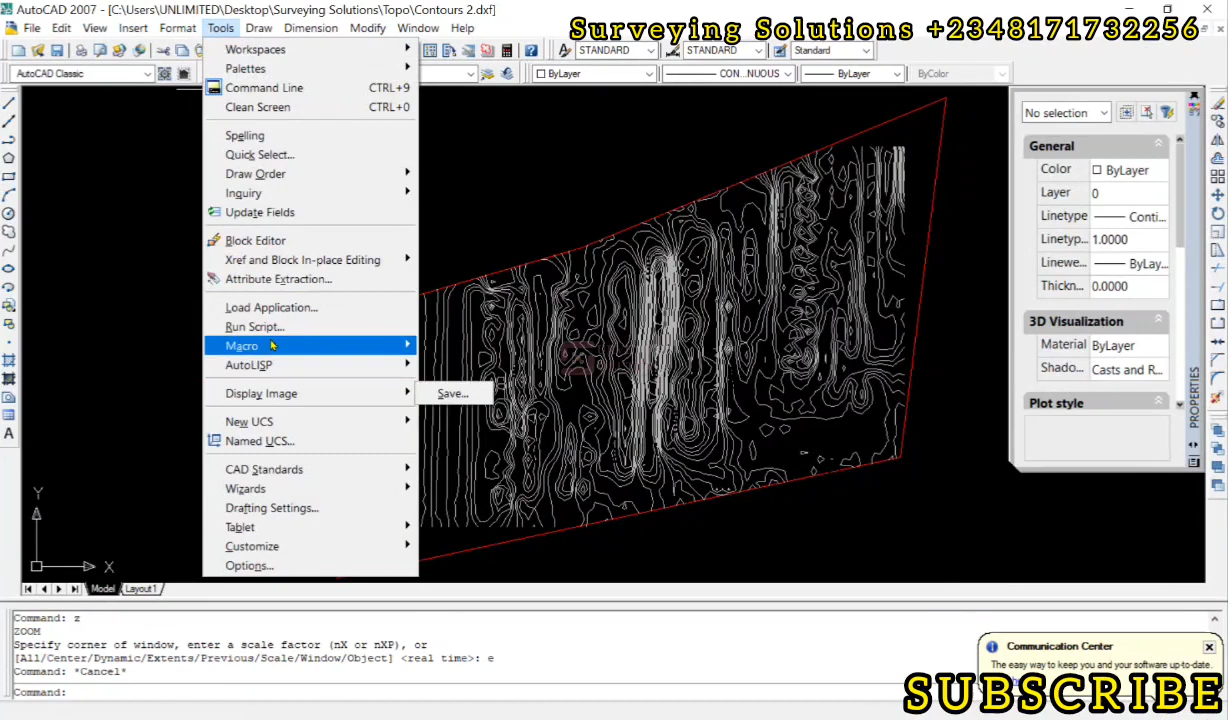 AutoCAD 2007 - [C:\Users\UNLIMITED\Desktop\Surveying Solutions\Topo\Contours 2.dxf]
Surveying Solutions +2348171732256
File Edit View Insert Format Tools Draw Dimension Modify Window Help
STANDARD STANDARD Standard
AutoCAD Classic ByLayer CON...NUOUS ByLayer ByColor
Workspaces
Palettes
Command Line CTRL+9
Clean Screen CTRL+0
Spelling
Quick Select...
Draw Order
Inquiry
Update Fields
Block Editor
Xref and Block In-place Editing
Attribute Extraction...
Load Application...
Run Script...
Macro
AutoLISP
Display Image
Save...
New UCS
Named UCS...
CAD Standards
Wizards
Drafting Settings...
Tablet
Customize
Options...
No selection
General
Color ByLayer
Layer 0
Linetype Conti...
Linetyp... 1.0000
Linewe... ByLay...
Thickn... 0.0000
3D Visualization
Material ByLayer
Shado... Casts and R...
Plot style
PROPERTIES
Y
X
Model Layout1
Command: z
ZOOM
Specify corner of window, enter a scale factor (nX or nXP), or
[All/Center/Dynamic/Extents/Previous/Scale/Window/Object] <real time>: e
Command: *Cancel*
Command:
Communication Center
The easy way to keep you and your software up-to-date.
SUBSCRIBE